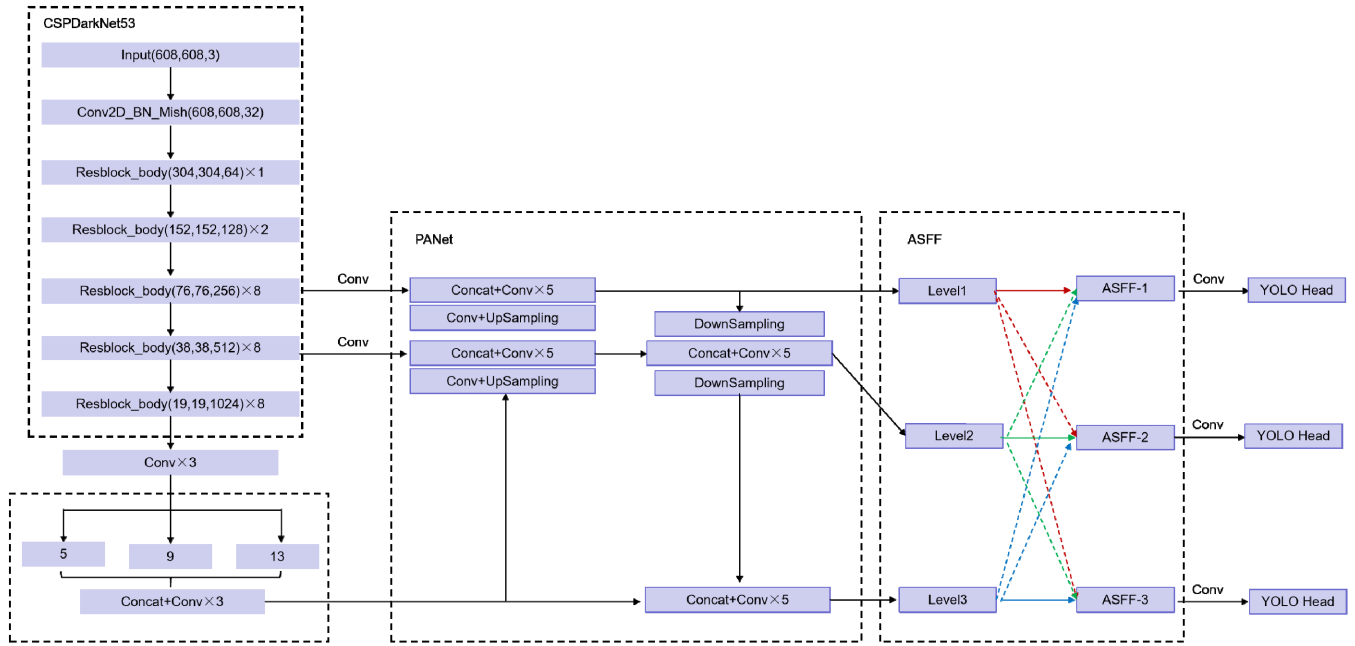 CSPDarkNet53
Input(608,608,3)
Conv2D_BN_Mish(608,608,32)
Resblock_body(304,304,64)×1
Resblock_body(152,152,128)×2
Resblock_body(76,76,256)×8
Resblock_body(38,38,512)×8
Resblock_body(19,19,1024)×8
Conv×3
5
9
13
Concat+Conv×3
Conv
Conv
PANet
Concat+Conv×5
Conv+UpSampling
Concat+Conv×5
Conv+UpSampling
DownSampling
Concat+Conv×5
DownSampling
Concat+Conv×5
ASFF
Level1
Level2
Level3
ASFF-1
ASFF-2
ASFF-3
Conv
YOLO Head
Conv
YOLO Head
Conv
YOLO Head